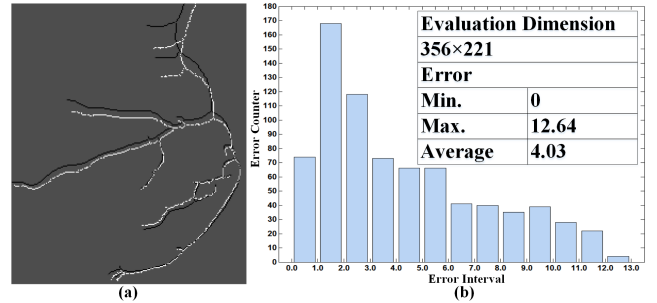 180
170
160
150
140
130
120
110
100
90
80
70
60
50
40
30
20
10
0
Error Counter
Evaluation Dimension
356×221
Error
Min. 0
Max. 12.64
Average 4.03
0.0 1.0 2.0 3.0 4.0 5.0 6.0 7.0 8.0 9.0 10.0 11.0 12.0 13.0
Error Interval
(a) (b)